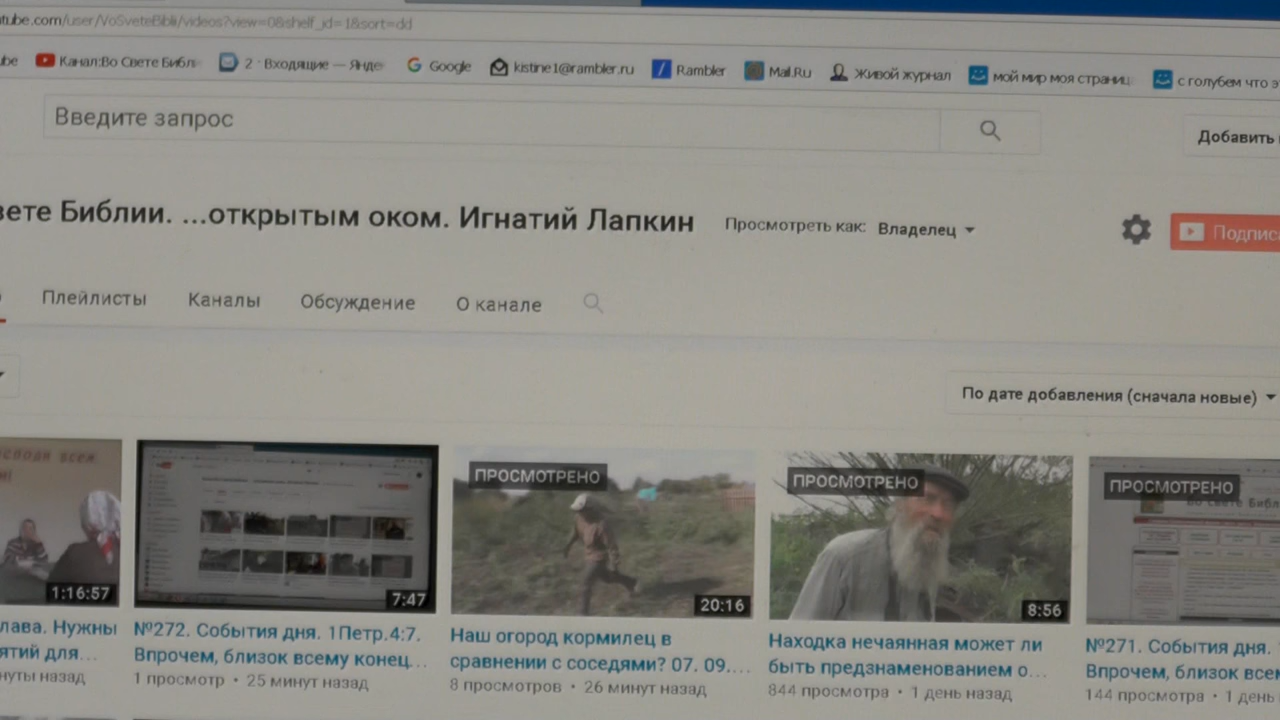 tube.com/user/VoSveteBibli/videos?view=0&shelf_id=1&sort=dd
Канал:Во Свете Библ
2 · Входящие — Янде
Google
kistine1@rambler.ru
Rambler
Mail.Ru
Живой журнал
мой мир моя страниц
с голубем что э
Введите запрос
Добавить
вете Библии. ...открытым оком. Игнатий Лапкин
Просмотреть как: Владелец
Подпис
Плейлисты
Каналы
Обсуждение
О канале
По дате добавления (сначала новые)
ПРОСМОТРЕНО
ПРОСМОТРЕНО
ПРОСМОТРЕНО
1:16:57
7:47
20:16
8:56
лава. Нужны
ятий для...
нуты назад
№272. События дня. 1Петр.4:7.
Впрочем, близок всему конец...
1 просмотр · 25 минут назад
Наш огород кормилец в
сравнении с соседями? 07. 09....
8 просмотров · 26 минут назад
Находка нечаянная может ли
быть предзнаменованием о...
844 просмотра · 1 день назад
№271. События дня.
Впрочем, близок все
144 просмотра · 1 день